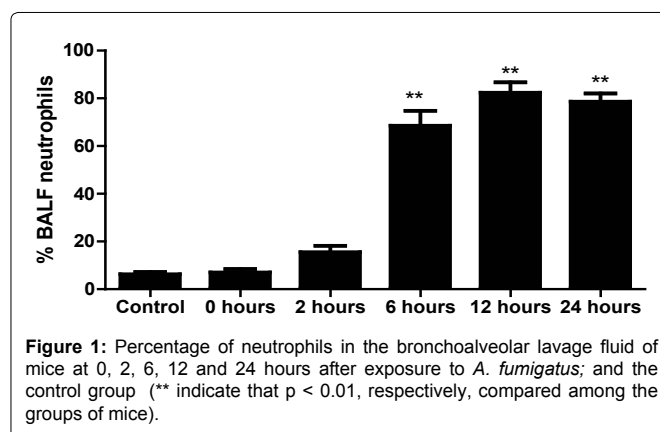 100
80
60
40
20
0
% BALF neutrophils
**
**
**
Control 0 hours 2 hours 6 hours 12 hours 24 hours
Figure 1: Percentage of neutrophils in the bronchoalveolar lavage fluid of
mice at 0, 2, 6, 12 and 24 hours after exposure to A. fumigatus; and the
control group (** indicate that p < 0.01, respectively, compared among the
groups of mice).